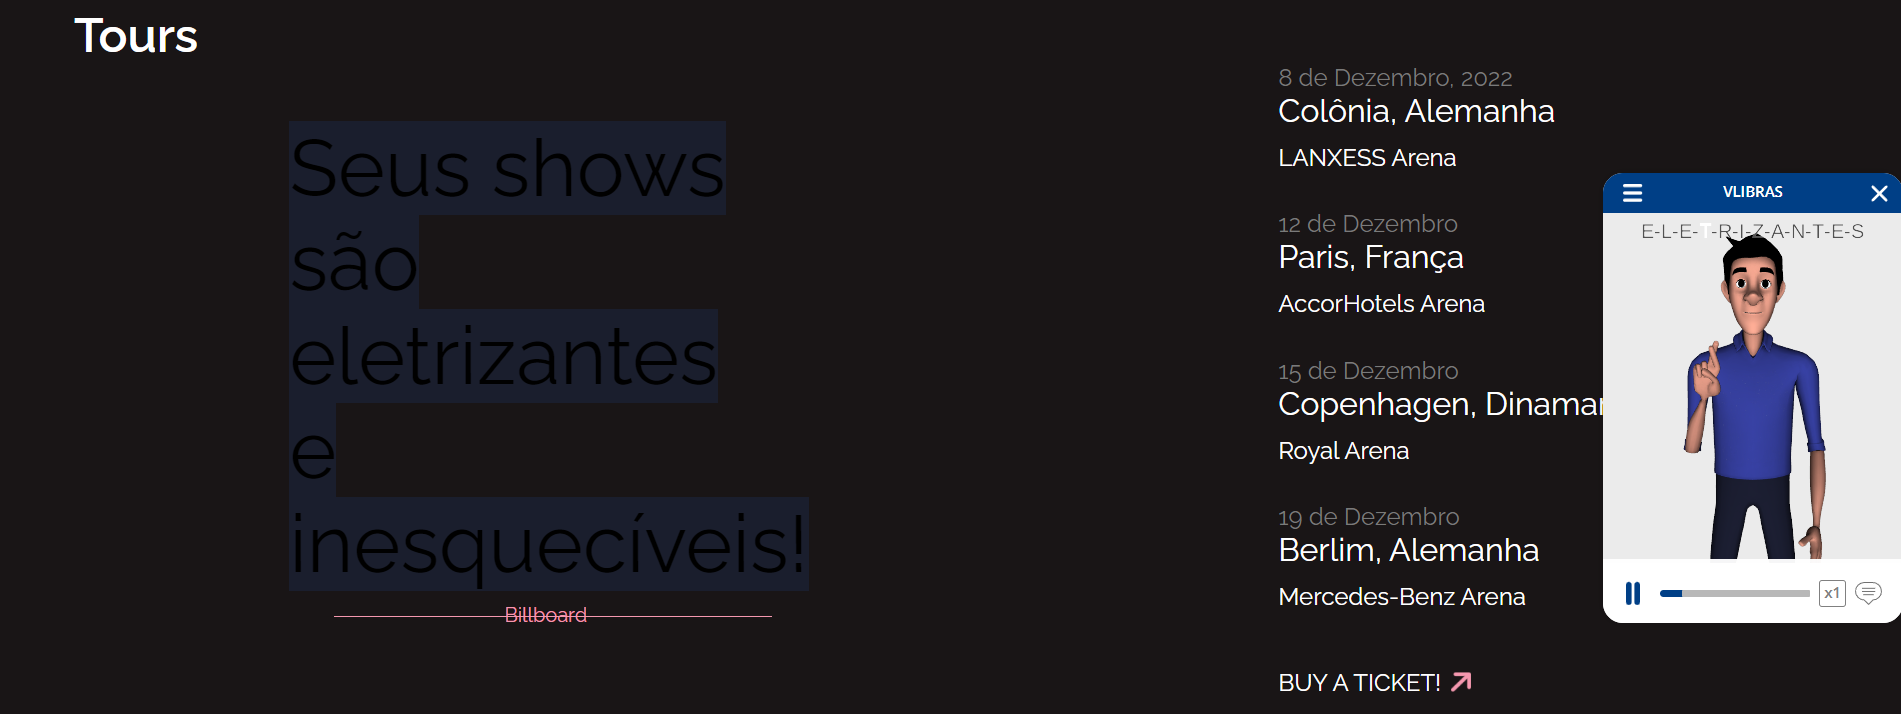 Tours
Seus shows
são
eletrizantes
e
inesquecíveis!
Billboard
8 de Dezembro, 2022
Colônia, Alemanha
LANXESS Arena
12 de Dezembro
Paris, França
AccorHotels Arena
15 de Dezembro
Copenhagen, Dinamar
Royal Arena
19 de Dezembro
Berlim, Alemanha
Mercedes-Benz Arena
BUY A TICKET!
VLIBRAS
E-L-E-T-R-I-Z-A-N-T-E-S
x1